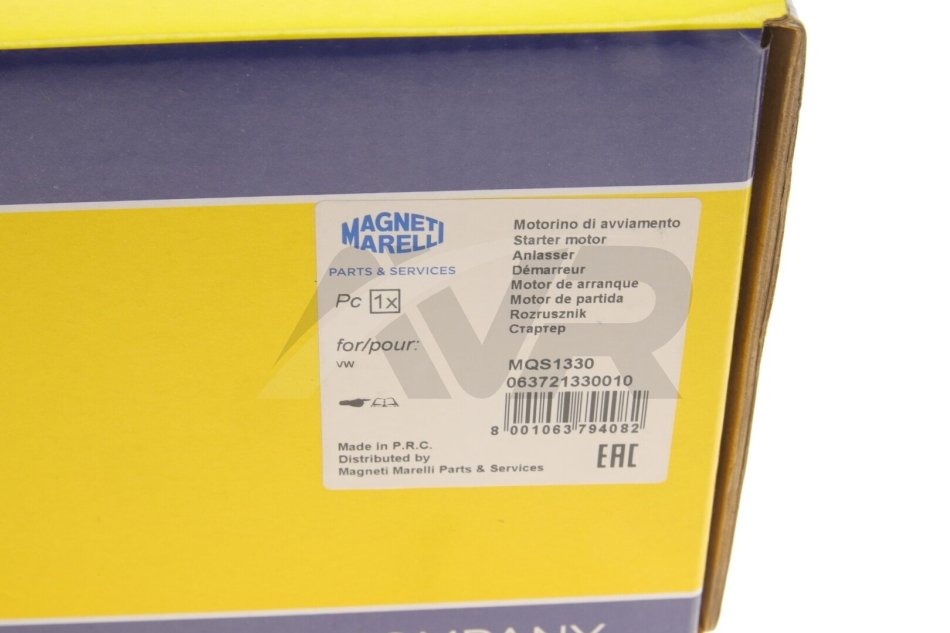 MAGNETI
MARELLI
PARTS & SERVICES
Pc 1x
for/pour:
VW
Made in P.R.C.
Distributed by
Magneti Marelli Parts & Services
Motorino di avviamento
Starter motor
Anlasser
Démarreur
Motor de arranque
Motor de partida
Rozrusznik
Стартер
MQS1330
063721330010
8 001063 794082
EAC
AVR